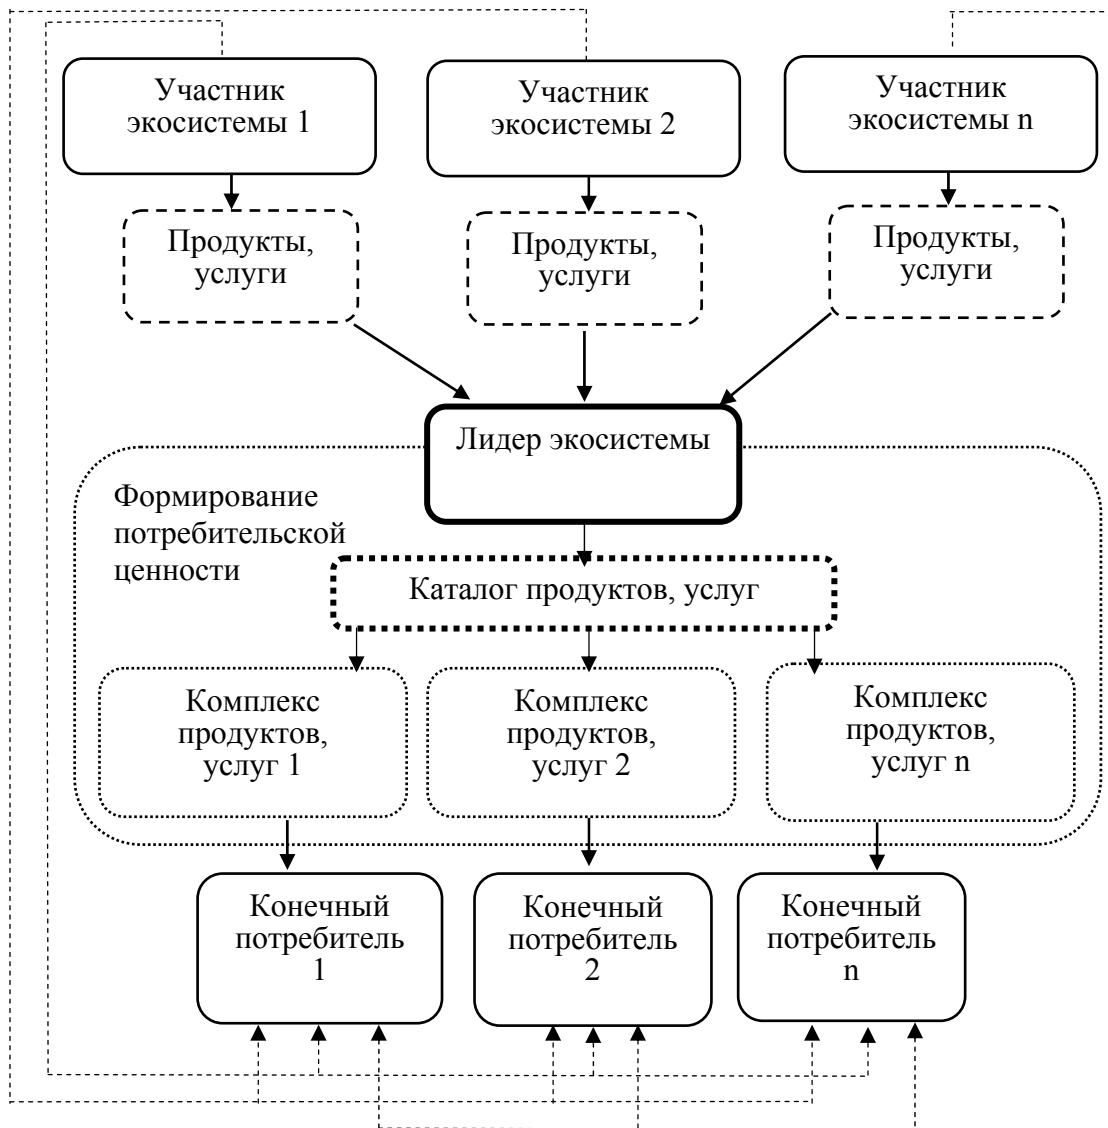 Участник
экосистемы 1
Участник
экосистемы 2
Участник
экосистемы n
Продукты,
услуги
Продукты,
услуги
Продукты,
услуги
Лидер экосистемы
Формирование
потребительской
ценности
Каталог продуктов, услуг
Комплекс
продуктов,
услуг 1
Комплекс
продуктов,
услуг 2
Комплекс
продуктов,
услуг n
Конечный
потребитель
1
Конечный
потребитель
2
Конечный
потребитель
n